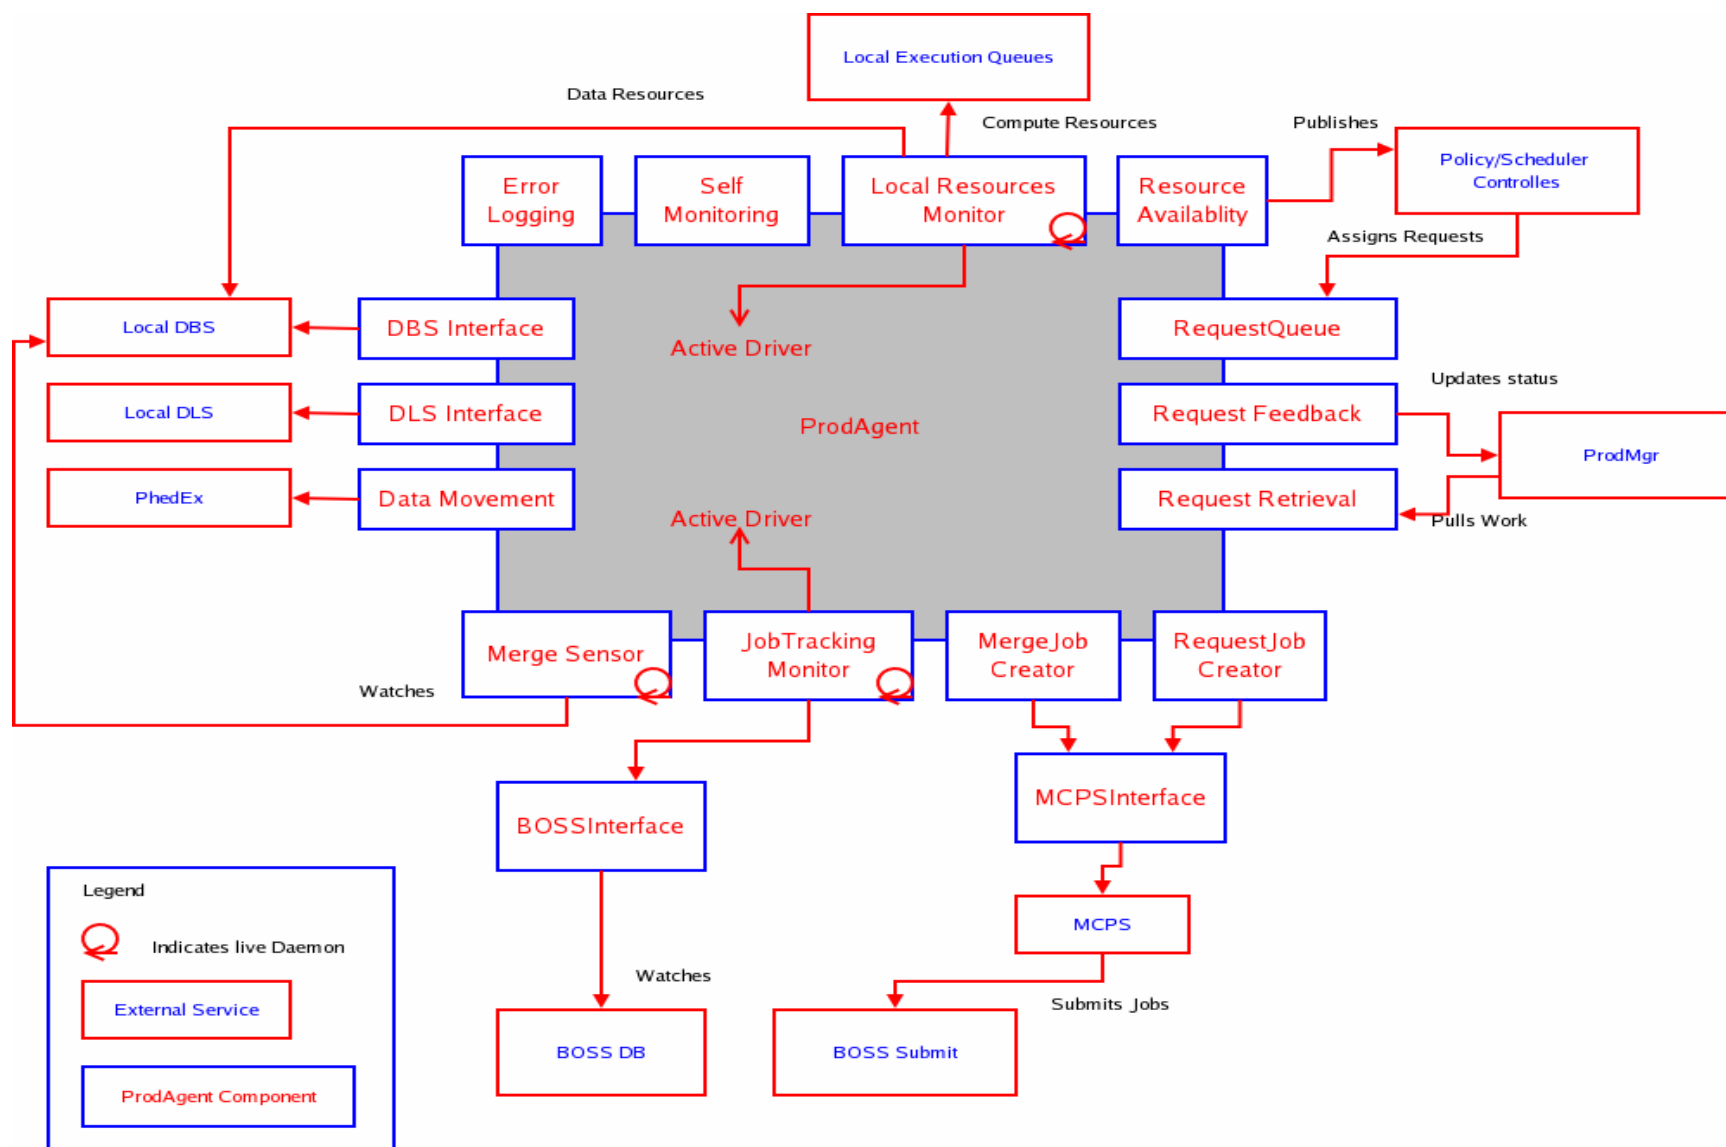 Local Execution Queues
Data Resources
Compute Resources
Publishes
Error
Logging
Self
Monitoring
Local Resources
Monitor
Resource
Availablity
Policy/Scheduler
Controlles
Assigns Requests
Local DBS
DBS Interface
Active Driver
RequestQueue
Updates status
Local DLS
DLS Interface
ProdAgent
Request Feedback
ProdMgr
PhedEx
Data Movement
Active Driver
Request Retrieval
Pulls Work
Merge Sensor
JobTracking
Monitor
MergeJob
Creator
RequestJob
Creator
Watches
BOSSInterface
MCPSInterface
Legend
Indicates live Daemon
MCPS
Watches
Submits Jobs
External Service
BOSS DB
BOSS Submit
ProdAgent Component